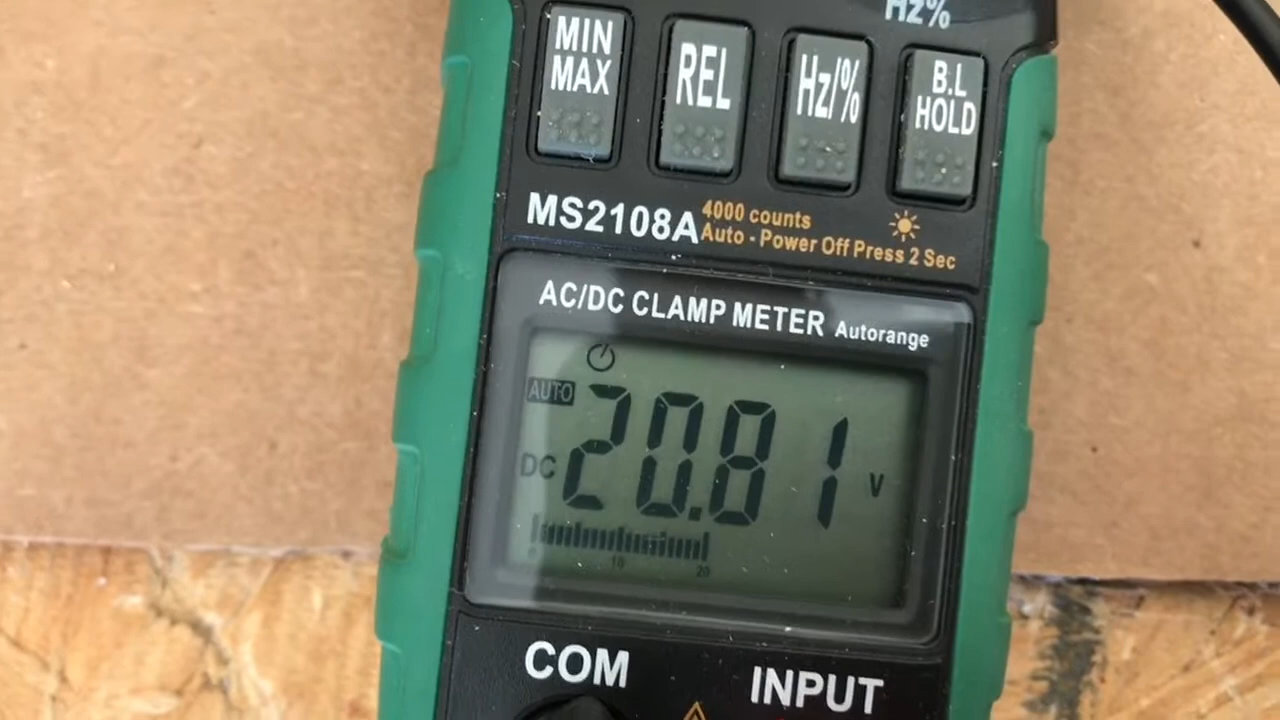 Hz%
MIN MAX
REL
Hz/%
B.L HOLD
MS2108A
4000 counts
Auto - Power Off Press 2 Sec
AC/DC CLAMP METER Autorange
AUTO
DC 20.81 V
0 10 20
COM
INPUT